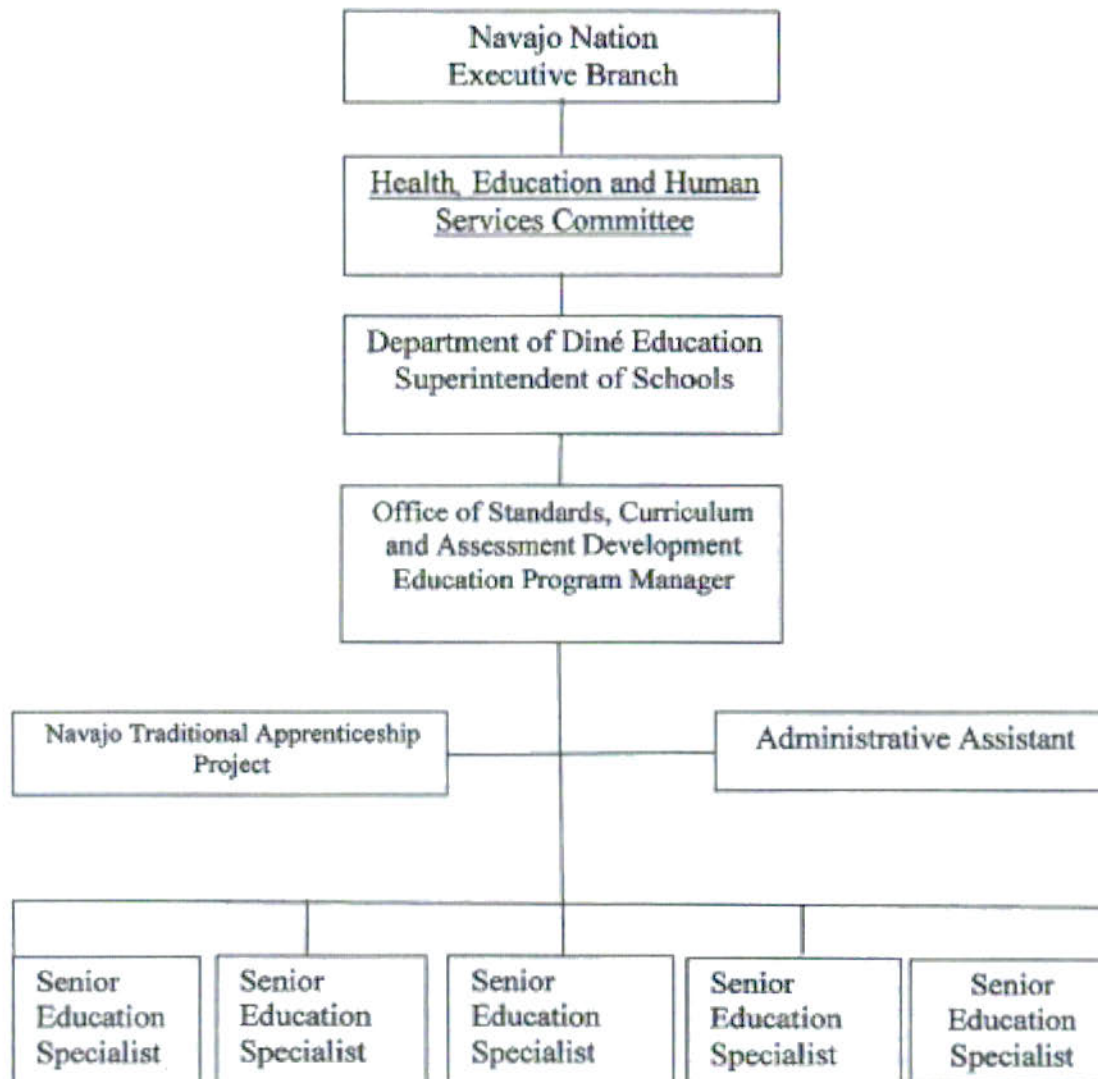 Navajo Nation
Executive Branch
Health, Education and Human
Services Committee
Department of Diné Education
Superintendent of Schools
Office of Standards, Curriculum
and Assessment Development
Education Program Manager
Navajo Traditional Apprenticeship
Project
Administrative Assistant
Senior
Education
Specialist
Senior
Education
Specialist
Senior
Education
Specialist
Senior
Education
Specialist
Senior
Education
Specialist